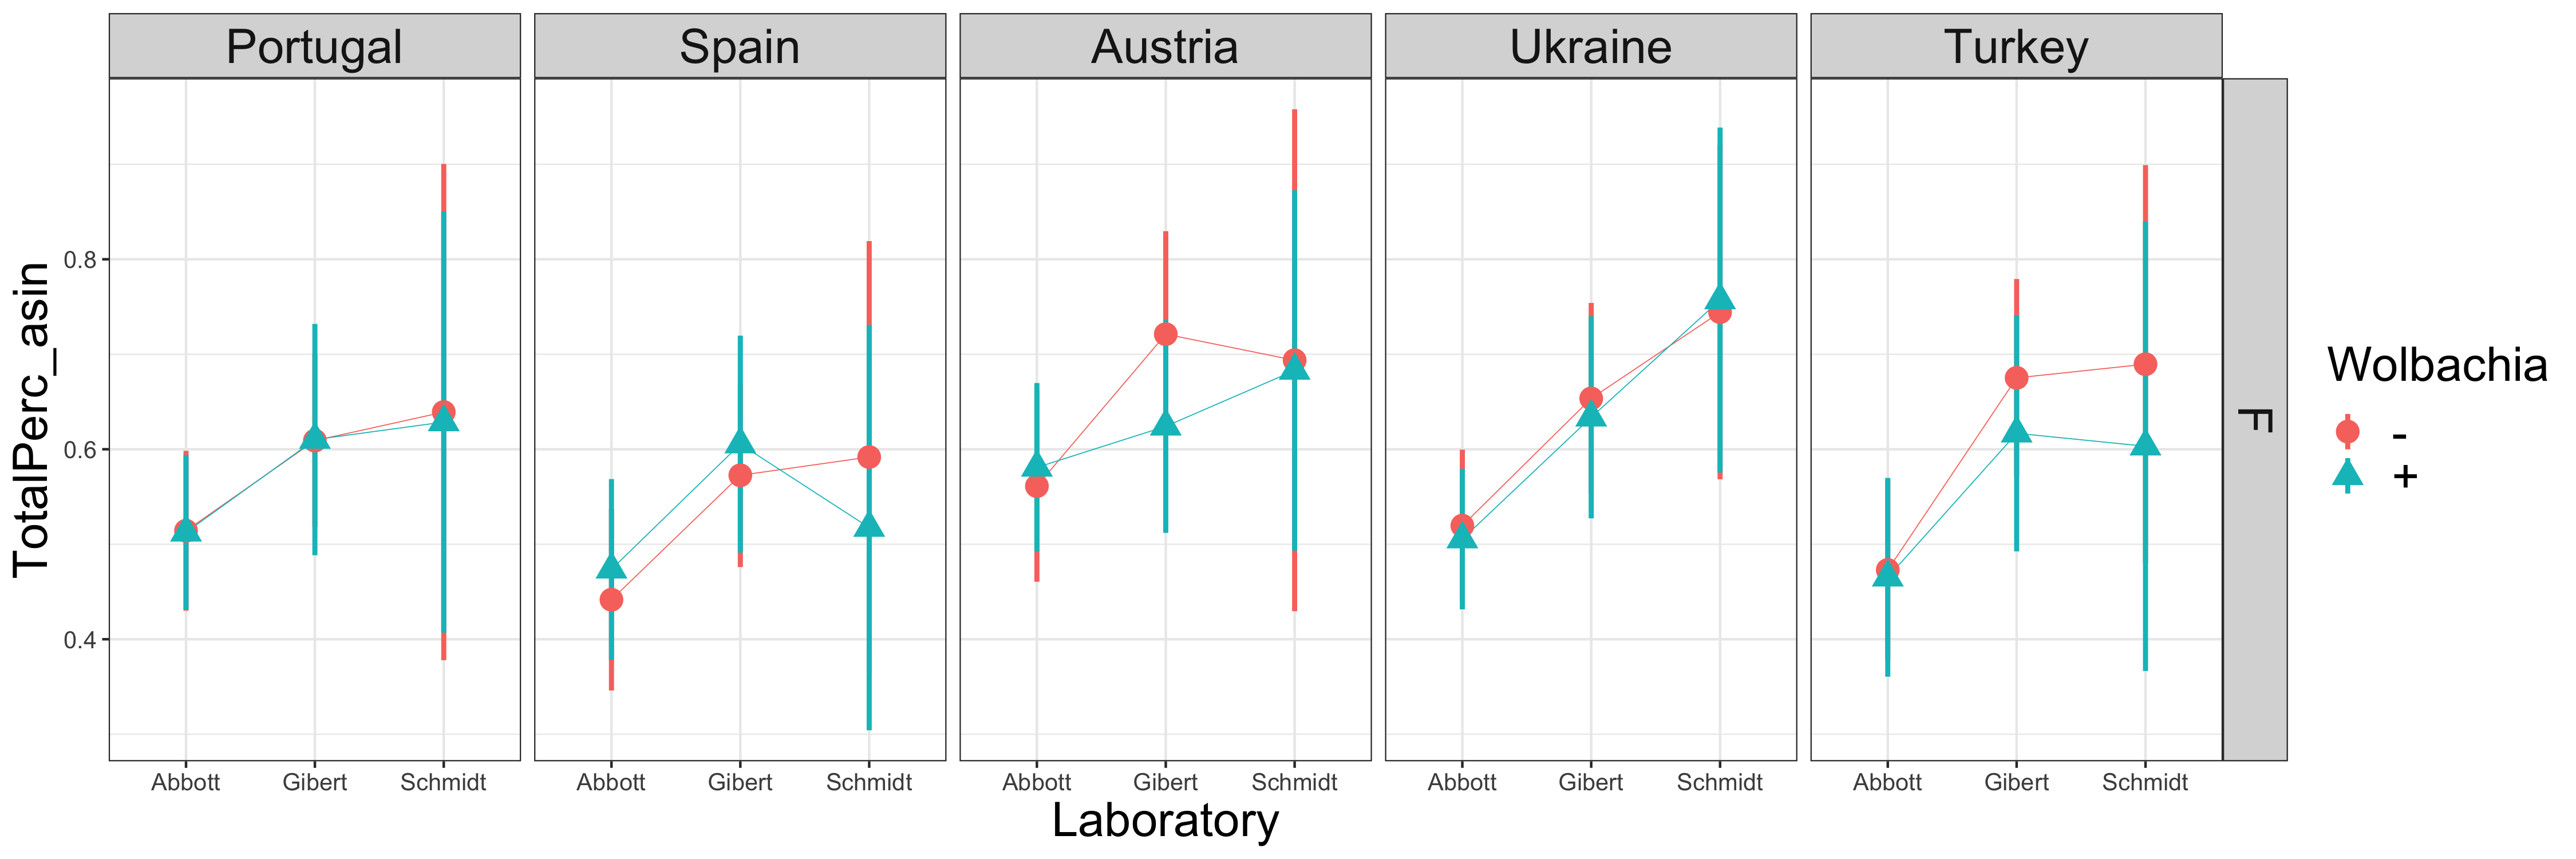 Portugal Spain Austria Ukraine Turkey
F
TotalPerc_asin
0.8
0.6
0.4
Abbott Gibert Schmidt Abbott Gibert Schmidt Abbott Gibert Schmidt Abbott Gibert Schmidt Abbott Gibert Schmidt
Laboratory
Wolbachia
-
+